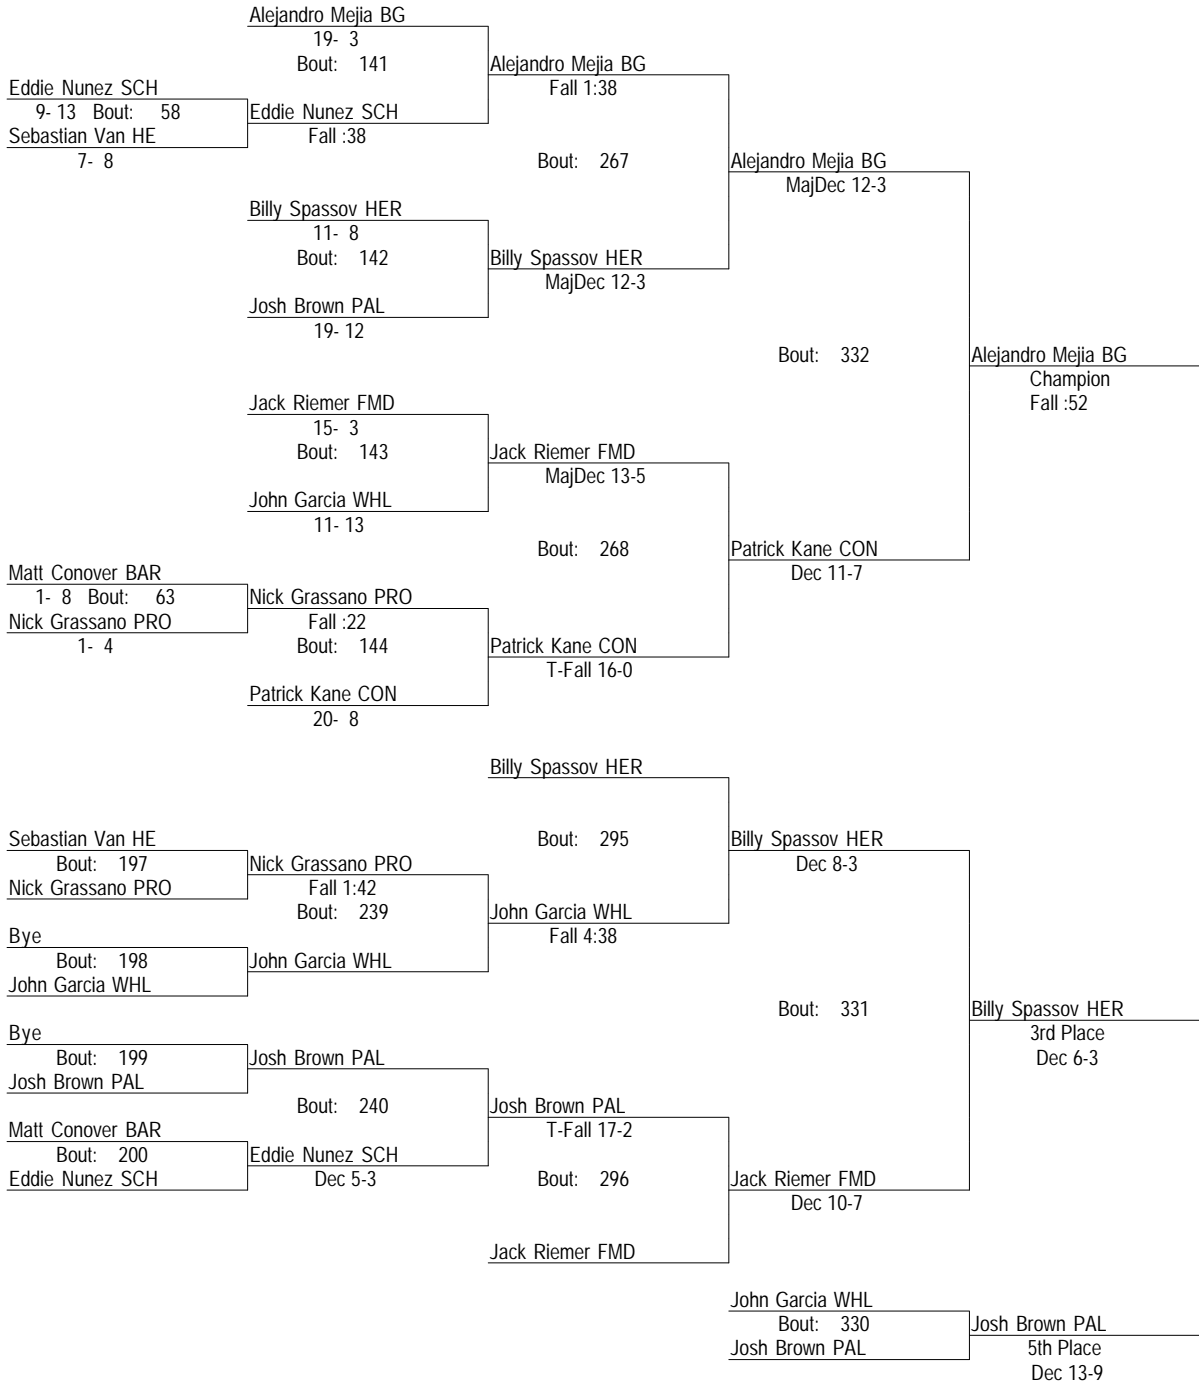 Alejandro Mejia BG
19- 3
Bout: 141
Alejandro Mejia BG
Fall 1:38
Eddie Nunez SCH
9- 13 Bout: 58
Eddie Nunez SCH
Sebastian Van HE
Fall :38
7- 8
Bout: 267
Alejandro Mejia BG
MajDec 12-3
Billy Spassov HER
11- 8
Bout: 142
Billy Spassov HER
MajDec 12-3
Josh Brown PAL
19- 12
Bout: 332
Alejandro Mejia BG
Champion
Fall :52
Jack Riemer FMD
15- 3
Bout: 143
Jack Riemer FMD
MajDec 13-5
John Garcia WHL
11- 13
Bout: 268
Patrick Kane CON
Dec 11-7
Matt Conover BAR
1- 8 Bout: 63
Nick Grassano PRO
Nick Grassano PRO
Fall :22
1- 4
Bout: 144
Patrick Kane CON
T-Fall 16-0
Patrick Kane CON
20- 8
Billy Spassov HER
Sebastian Van HE
Bout: 295
Billy Spassov HER
Bout: 197
Nick Grassano PRO
Dec 8-3
Nick Grassano PRO
Fall 1:42
Bout: 239
John Garcia WHL
Bye
Fall 4:38
Bout: 198
John Garcia WHL
John Garcia WHL
Bout: 331
Billy Spassov HER
Bye
3rd Place
Bout: 199
Josh Brown PAL
Dec 6-3
Josh Brown PAL
Bout: 240
Josh Brown PAL
Matt Conover BAR
T-Fall 17-2
Bout: 200
Eddie Nunez SCH
Eddie Nunez SCH
Dec 5-3
Bout: 296
Jack Riemer FMD
Dec 10-7
Jack Riemer FMD
John Garcia WHL
Bout: 330
Josh Brown PAL
Josh Brown PAL
5th Place
Dec 13-9